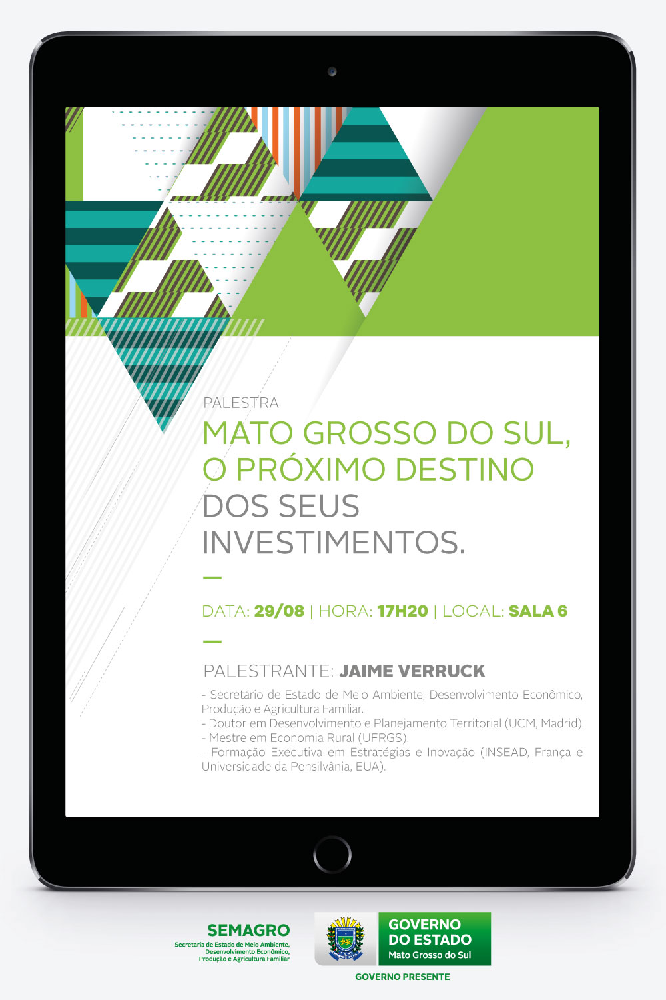 PALESTRA
MATO GROSSO DO SUL,
O PRÓXIMO DESTINO
DOS SEUS
INVESTIMENTOS.
DATA: 29/08 | HORA: 17H20 | LOCAL: SALA 6
PALESTRANTE: JAIME VERRUCK
- Secretário de Estado de Meio Ambiente, Desenvolvimento Econômico,
Produção e Agricultura Familiar.
- Doutor em Desenvolvimento e Planejamento Territorial (UCM, Madrid).
- Mestre em Economia Rural (UFRGS).
- Formação Executiva em Estratégias e Inovação (INSEAD, França e
Universidade da Pensilvânia, EUA).
SEMAGRO
Secretaria de Estado de Meio Ambiente,
Desenvolvimento Econômico,
Produção e Agricultura Familiar
GOVERNO
DO ESTADO
Mato Grosso do Sul
GOVERNO PRESENTE